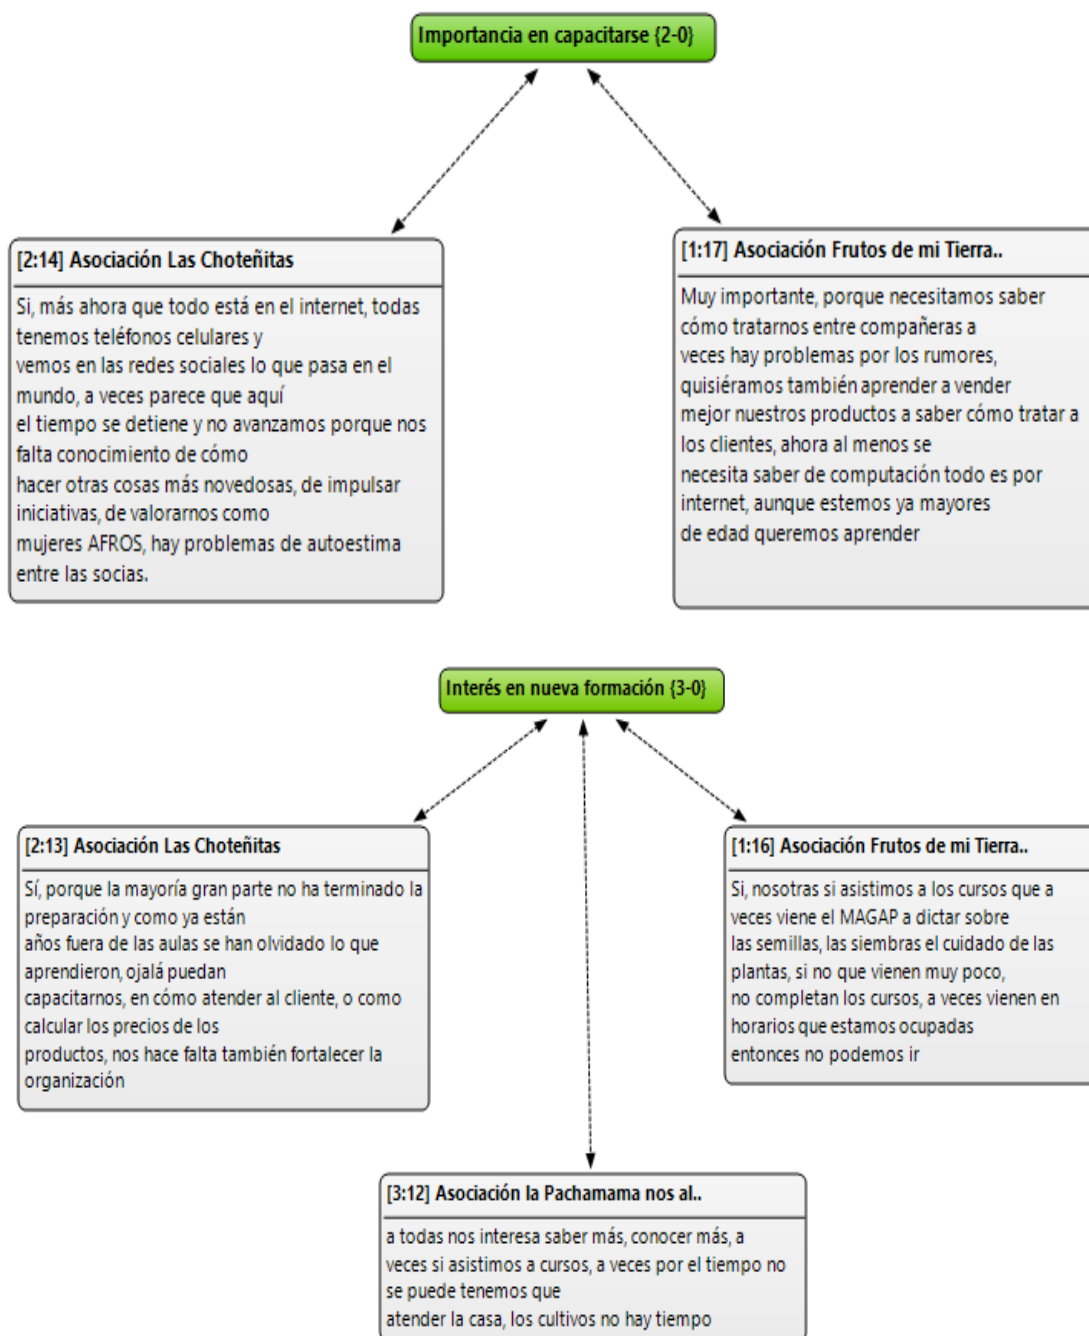 Importancia en capacitarse {2-0}
[2:14] Asociación Las Choteñitas
Si, más ahora que todo está en el internet, todas
tenemos teléfonos celulares y
vemos en las redes sociales lo que pasa en el
mundo, a veces parece que aquí
el tiempo se detiene y no avanzamos porque nos
falta conocimiento de cómo
hacer otras cosas más novedosas, de impulsar
iniciativas, de valorarnos como
mujeres AFROS, hay problemas de autoestima
entre las socias.
[1:17] Asociación Frutos de mi Tierra..
Muy importante, porque necesitamos saber
cómo tratarnos entre compañeras a
veces hay problemas por los rumores,
quisiéramos también aprender a vender
mejor nuestros productos a saber cómo tratar a
los clientes, ahora al menos se
necesita saber de computación todo es por
internet, aunque estemos ya mayores
de edad queremos aprender
Interés en nueva formación {3-0}
[2:13] Asociación Las Choteñitas
Sí, porque la mayoría gran parte no ha terminado la
preparación y como ya están
años fuera de las aulas se han olvidado lo que
aprendieron, ojalá puedan
capacitarnos, en cómo atender al cliente, o como
calcular los precios de los
productos, nos hace falta también fortalecer la
organización
[1:16] Asociación Frutos de mi Tierra..
Si, nosotras si asistimos a los cursos que a
veces viene el MAGAP a dictar sobre
las semillas, las siembras el cuidado de las
plantas, si no que vienen muy poco,
no completan los cursos, a veces vienen en
horarios que estamos ocupadas
entonces no podemos ir
[3:12] Asociación la Pachamama nos al..
a todas nos interesa saber más, conocer más, a
veces si asistimos a cursos, a veces por el tiempo no
se puede tenemos que
atender la casa, los cultivos no hay tiempo